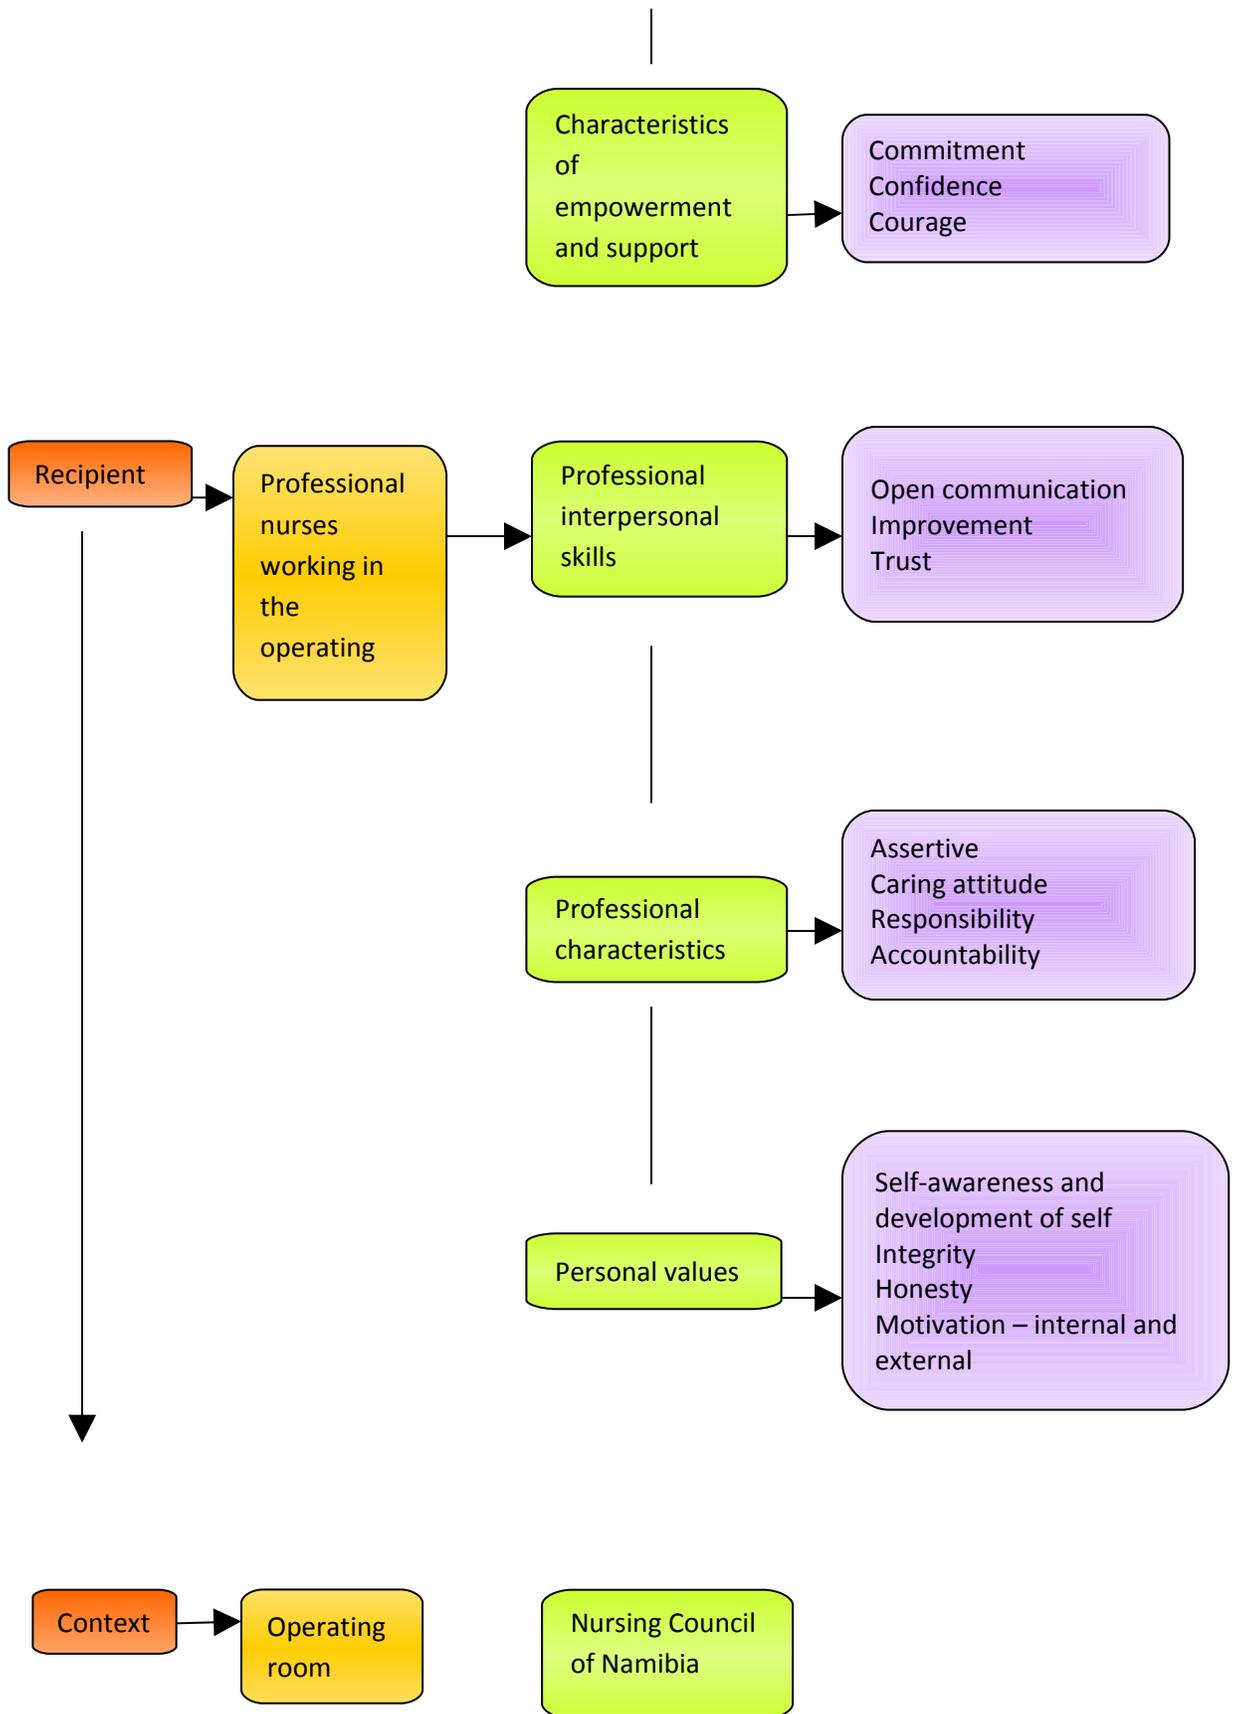 Characteristics
of
empowerment
and support
Commitment
Confidence
Courage
Recipient
Professional
nurses
working in
the
operating
Professional
interpersonal
skills
Open communication
Improvement
Trust
Professional
characteristics
Assertive
Caring attitude
Responsibility
Accountability
Personal values
Self-awareness and
development of self
Integrity
Honesty
Motivation – internal and
external
Context
Operating
room
Nursing Council
of Namibia